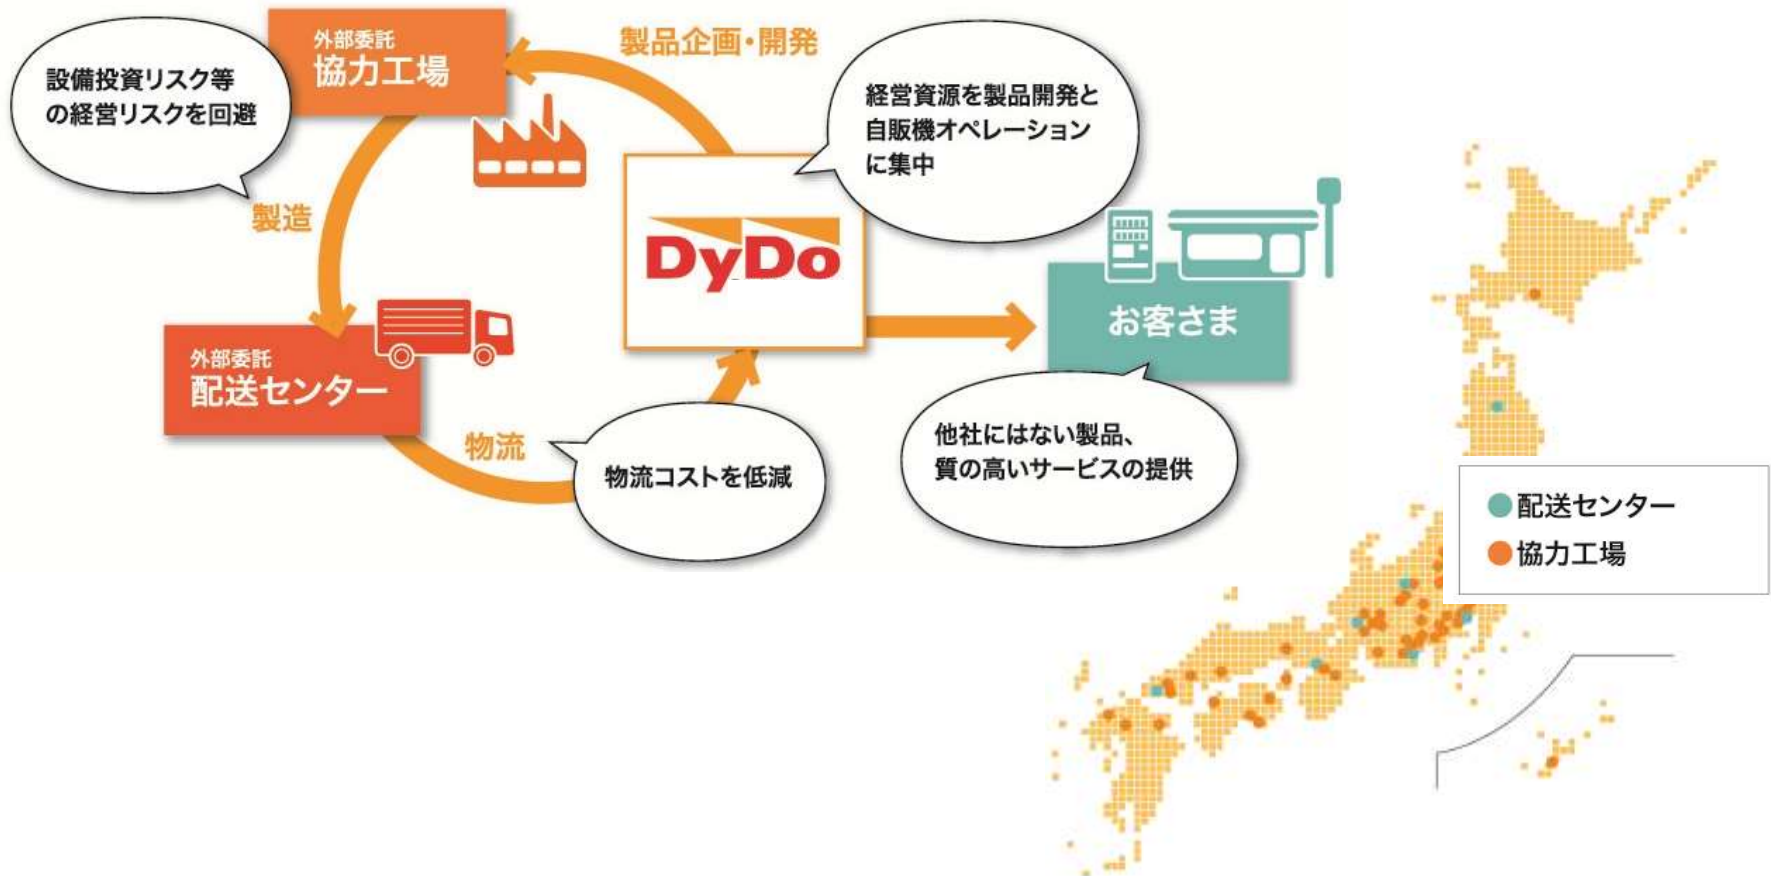 外部委託
協力工場
製品企画・開発
設備投資リスク等
の経営リスクを回避
経営資源を製品開発と
自販機オペレーション
に集中
製造
DyDo
お客さま
外部委託
配送センター
物流
物流コストを低減
他社にはない製品、
質の高いサービスの提供
配送センター
協力工場